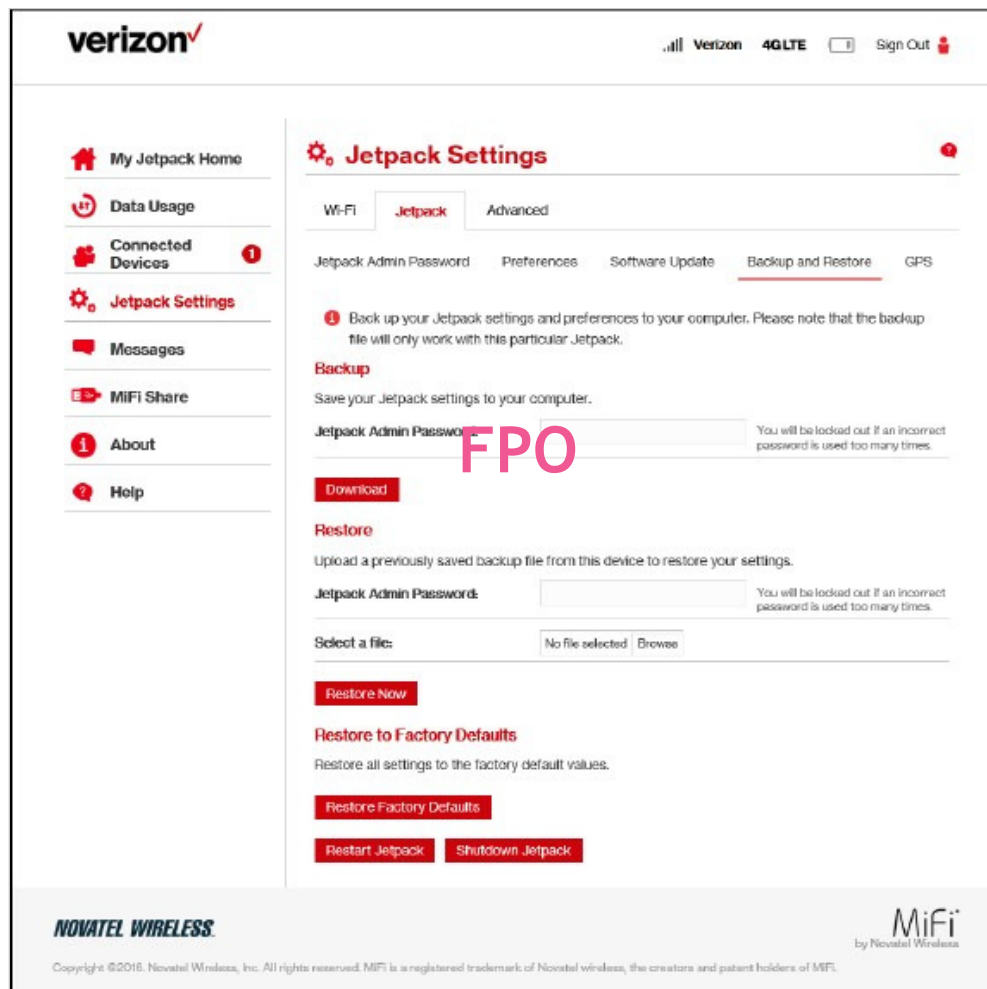 verizon
Verizon 4G LTE Sign Out
My Jetpack Home
Data Usage
Connected
Devices
1
Jetpack Settings
Messages
MiFi Share
About
Help
Jetpack Settings
Wi-Fi Jetpack Advanced
Jetpack Admin Password Preferences Software Update Backup and Restore GPS
Back up your Jetpack settings and preferences to your computer. Please note that the backup
file will only work with this particular Jetpack.
Backup
Save your Jetpack settings to your computer.
Jetpack Admin Password:
You will be locked out if an incorrect
password is used too many times.
FPO
Download
Restore
Upload a previously saved backup file from this device to restore your settings.
Jetpack Admin Password:
You will be locked out if an incorrect
password is used too many times.
Select a file: No file selected Browse
Restore Now
Restore to Factory Defaults
Restore all settings to the factory default values.
Restore Factory Defaults
Restart Jetpack Shutdown Jetpack
NOVATEL WIRELESS.
MiFi
by Novatel Wireless
Copyright ©2016. Novatel Wireless, Inc. All rights reserved. MiFi is a registered trademark of Novatel wireless, the creators and patent holders of MiFi.